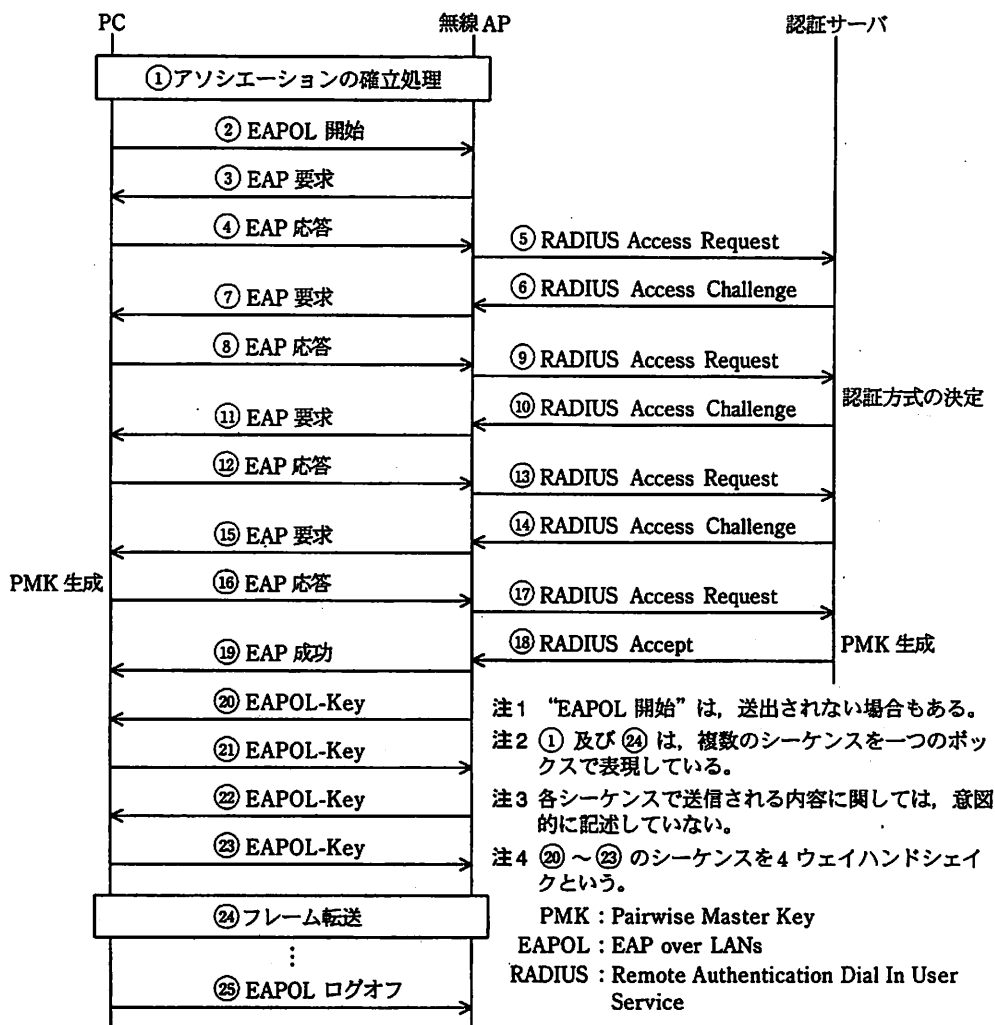 PC
無線AP
認証サーバ
①アソシエーションの確立処理
② EAPOL 開始
③ EAP 要求
④ EAP 応答
⑤ RADIUS Access Request
⑥ RADIUS Access Challenge
⑦ EAP 要求
⑧ EAP 応答
⑨ RADIUS Access Request
認証方式の決定
⑩ RADIUS Access Challenge
⑪ EAP 要求
⑫ EAP 応答
⑬ RADIUS Access Request
⑭ RADIUS Access Challenge
⑮ EAP 要求
PMK 生成
⑯ EAP 応答
⑰ RADIUS Access Request
⑱ RADIUS Accept
PMK 生成
⑲ EAP 成功
⑳ EAPOL-Key
㉑ EAPOL-Key
㉒ EAPOL-Key
㉓ EAPOL-Key
㉔フレーム転送
⋮
㉕ EAPOL ログオフ
注1 “EAPOL 開始”は，送出されない場合もある。
注2 ① 及び ㉔ は，複数のシーケンスを一つのボッ
クスで表現している。
注3 各シーケンスで送信される内容に関しては，意図
的に記述していない。
注4 ⑳ ～ ㉓ のシーケンスを4 ウェイハンドシェイ
クという。
PMK : Pairwise Master Key
EAPOL : EAP over LANs
RADIUS : Remote Authentication Dial In User
Service